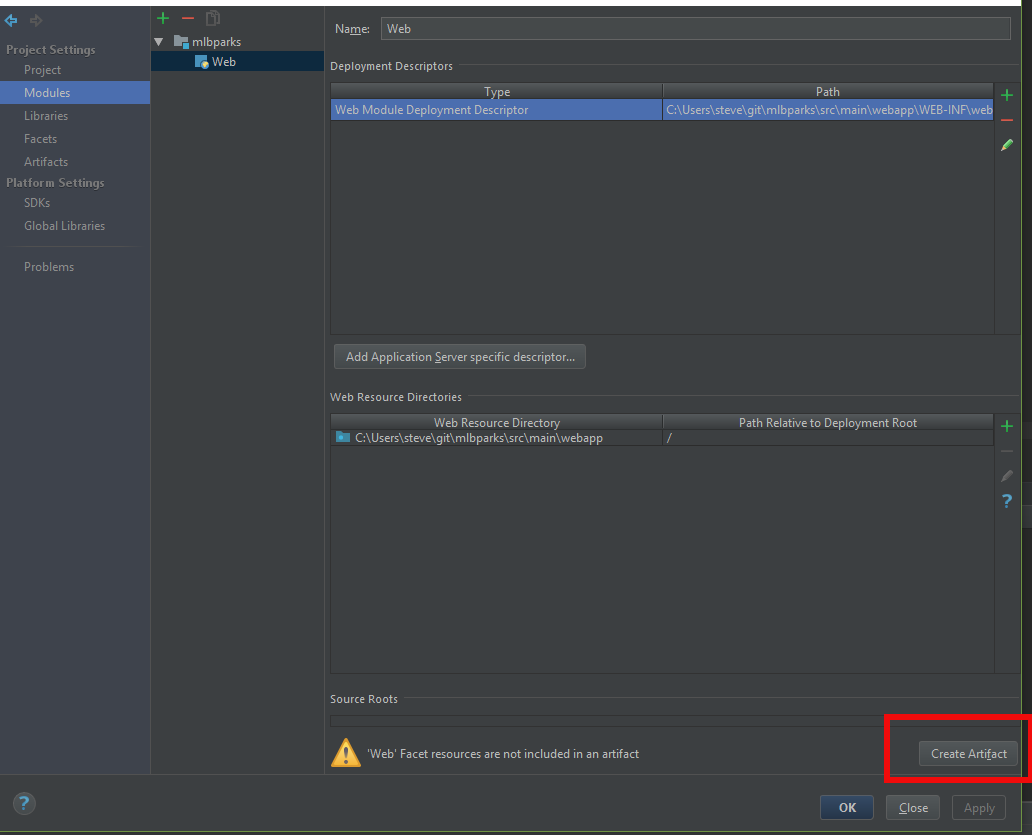 Project Settings
Project
Modules
Libraries
Facets
Artifacts
Platform Settings
SDKs
Global Libraries
Problems
mlbparks
Web
Name: Web
Deployment Descriptors
Type Path
Web Module Deployment Descriptor C:\Users\steve\git\mlbparks\src\main\webapp\WEB-INF\web
Add Application Server specific descriptor...
Web Resource Directories
Web Resource Directory Path Relative to Deployment Root
C:\Users\steve\git\mlbparks\src\main\webapp /
?
Source Roots
'Web' Facet resources are not included in an artifact
Create Artifact
?
OK Close Apply